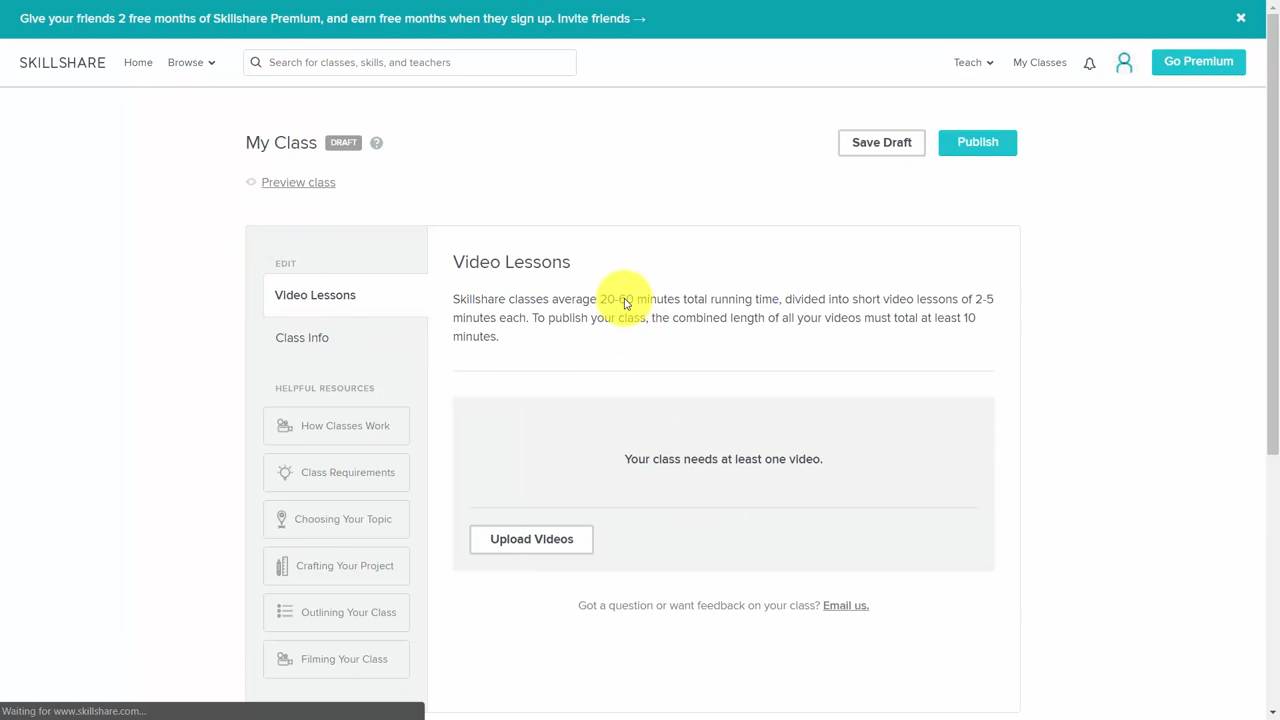 Give your friends 2 free months of Skillshare Premium, and earn free months when they sign up. Invite friends →
SKILLSHARE Home Browse Search for classes, skills, and teachers Teach My Classes Go Premium
My Class DRAFT ? Save Draft Publish
Preview class
EDIT
Video Lessons
Class Info
HELPFUL RESOURCES
How Classes Work
Class Requirements
Choosing Your Topic
Crafting Your Project
Outlining Your Class
Filming Your Class
Video Lessons
Skillshare classes average 20-60 minutes total running time, divided into short video lessons of 2-5
minutes each. To publish your class, the combined length of all your videos must total at least 10
minutes.
Your class needs at least one video.
Upload Videos
Got a question or want feedback on your class? Email us.
Waiting for www.skillshare.com...